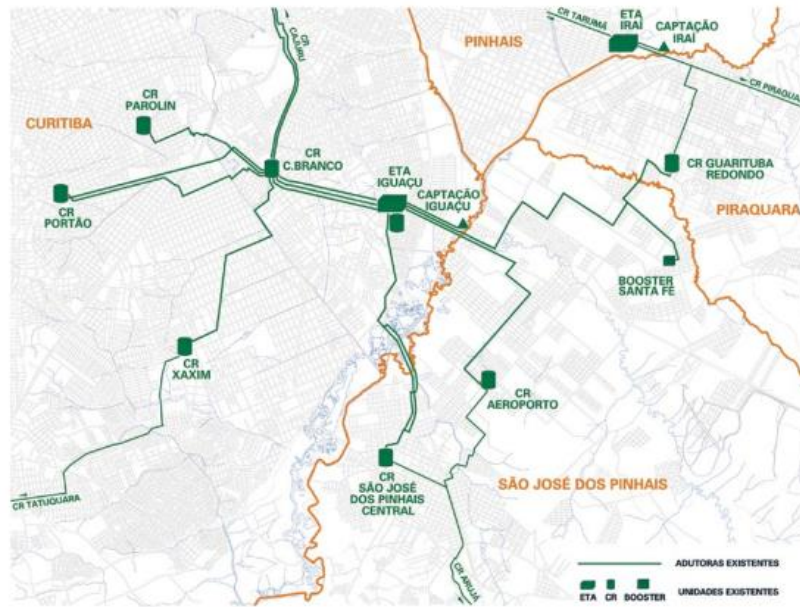 CR TARUMÃ
ETA
IRAÍ
CAPTAÇÃO
IRAÍ
PINHAIS
CR
CAJURU
CR
PAROLIN
CURITIBA
CR
C.BRANCO
ETA
IGUAÇU
CAPTAÇÃO
IGUAÇU
CR GUARITUBA
REDONDO
PIRAQUARA
CR
PORTÃO
BOOSTER
SANTA FÉ
CR
XAXIM
CR
AEROPORTO
CR
SÃO JOSÉ
DOS PINHAIS
CENTRAL
SÃO JOSÉ DOS PINHAIS
CR TATUQUARA
CR ARUJÁ
ADUTORAS EXISTENTES
ETA CR BOOSTER UNIDADES EXISTENTES